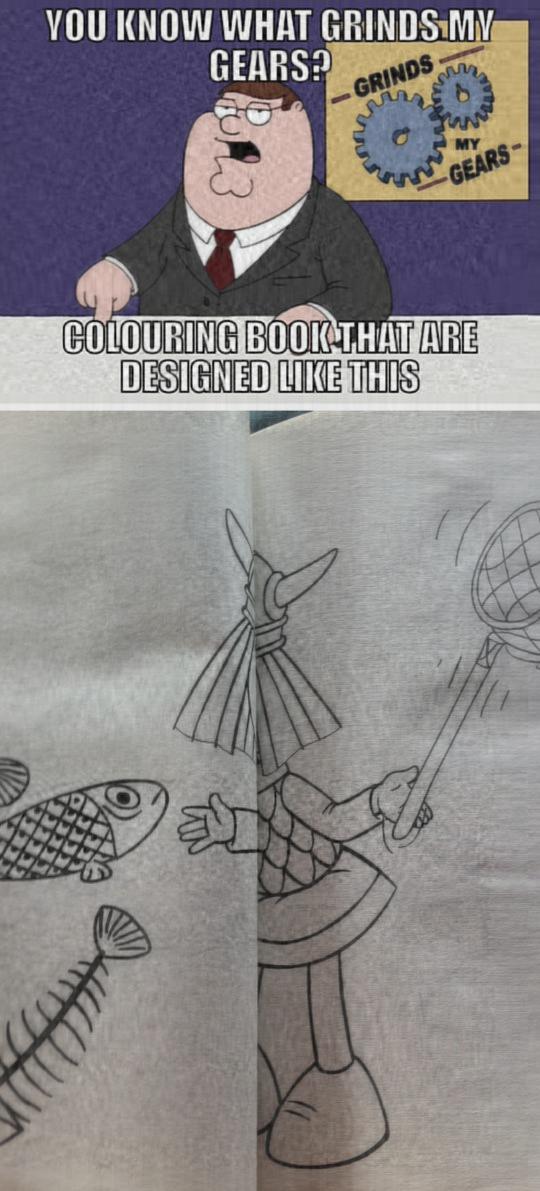 YOU KNOW WHAT GRINDS MY
GEARS?
GRINDS
MY
GEARS
COLOURING BOOK THAT ARE
DESIGNED LIKE THIS